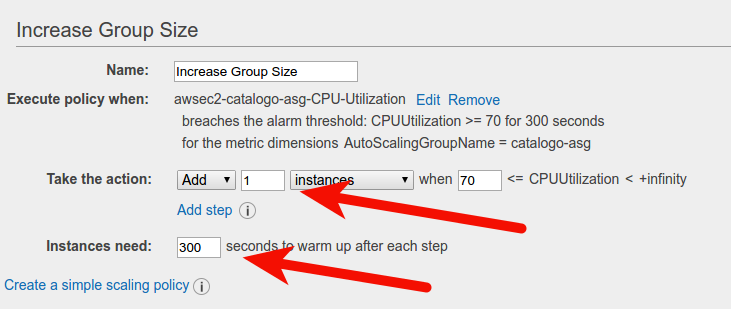 Increase Group Size
Name: Increase Group Size
Execute policy when: awsec2-catalogo-asg-CPU-Utilization Edit Remove
breaches the alarm threshold: CPUUtilization >= 70 for 300 seconds
for the metric dimensions AutoScalingGroupName = catalogo-asg
Take the action: Add 1 instances when 70 <= CPUUtilization < +infinity
Add step i
Instances need: 300 seconds to warm up after each step
Create a simple scaling policy i